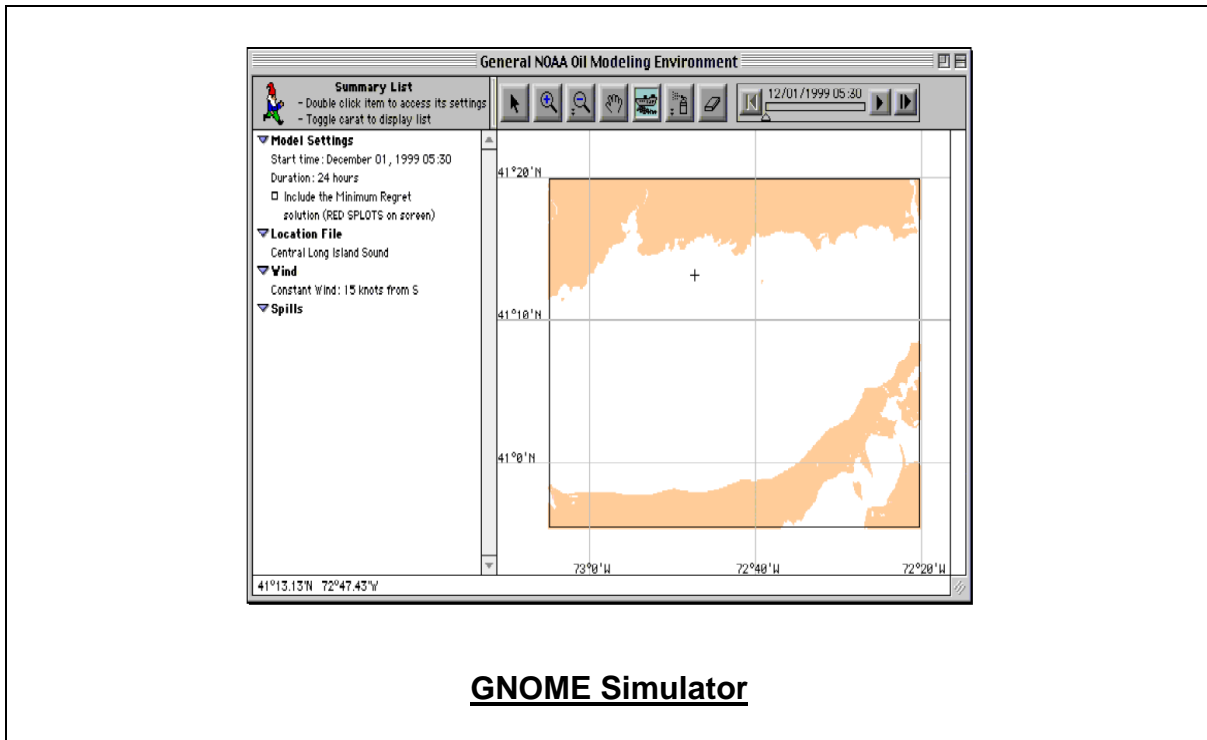 General NOAA Oil Modeling Environment
Summary List
- Double click item to access its settings
- Toggle carat to display list
12/01/1999 05:30
Model Settings
Start time: December 01, 1999 05:30
Duration: 24 hours
Include the Minimum Regret
solution (RED SPLOTS on screen)
Location File
Central Long Island Sound
Wind
Constant Wind: 15 knots from S
Spills
41°20'N
41°10'N
41°0'N
73°0'W
72°40'W
72°20'W
41°13.13'N 72°47.43'W
GNOME Simulator